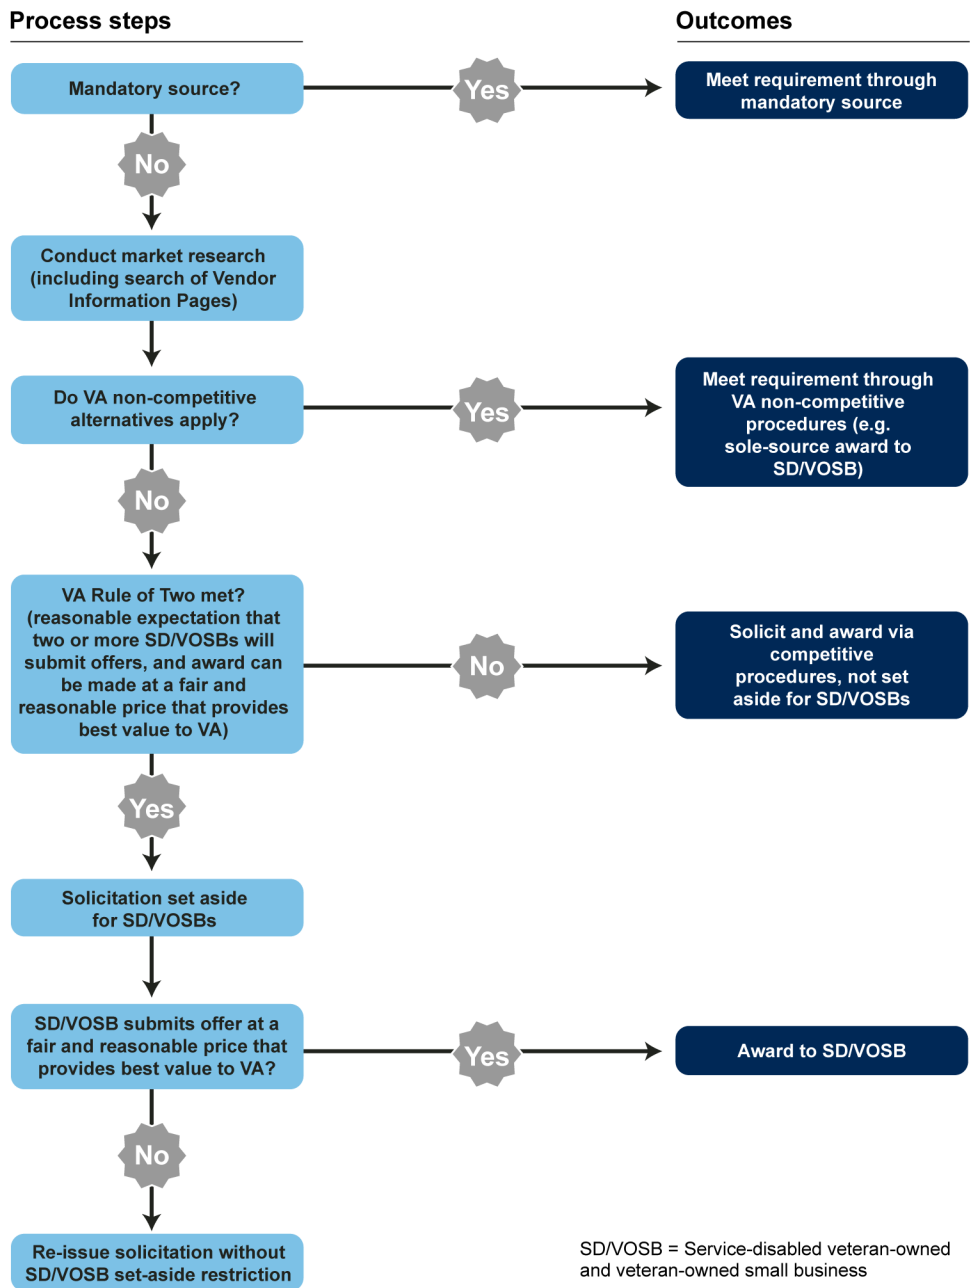 Process steps
Outcomes
Mandatory source?
Yes
Meet requirement through
mandatory source
No
Conduct market research
(including search of Vendor
Information Pages)
Do VA non-competitive
alternatives apply?
Yes
Meet requirement through
VA non-competitive
procedures (e.g.
sole-source award to
SD/VOSB)
No
VA Rule of Two met?
(reasonable expectation that
two or more SD/VOSBs will
submit offers, and award can
be made at a fair and
reasonable price that provides
best value to VA)
No
Solicit and award via
competitive
procedures, not set
aside for SD/VOSBs
Yes
Solicitation set aside
for SD/VOSBs
SD/VOSB submits offer at a
fair and reasonable price that
provides best value to VA?
Yes
Award to SD/VOSB
No
Re-issue solicitation without
SD/VOSB set-aside restriction
SD/VOSB = Service-disabled veteran-owned
and veteran-owned small business